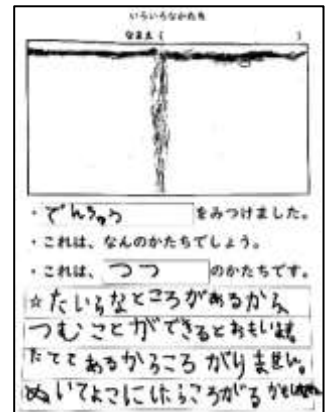 いろいろなかたち
なまえ（　　　　）
・でんちゅう をみつけました。
・これは、なんのかたちでしょう。
・これは、つつ のかたちです。
☆たいらなところがあるから
つむことができるとおもいます。
たててあるからころがりません。
ぬいてよこにしたらころがるかも